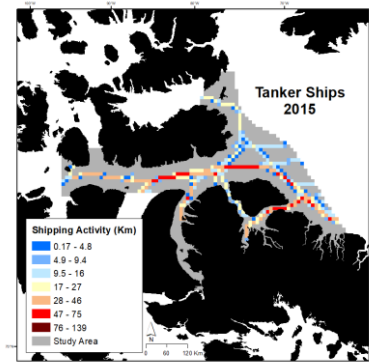 Tanker Ships
2015
Shipping Activity (Km)
0.17 - 4.8
4.9 - 9.4
9.5 - 16
17 - 27
28 - 46
47 - 75
76 - 139
Study Area
N
0 30 60 120 Km